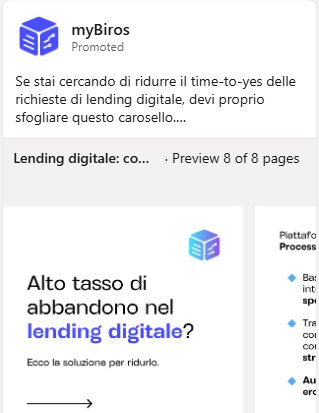 myBiros
Promoted
Se stai cercando di ridurre il time-to-yes delle
richieste di lending digitale, devi proprio
sfogliare questo carosello....
Lending digitale: co... · Preview 8 of 8 pages
Alto tasso di
abbandono nel
lending digitale?
Ecco la soluzione per ridurlo.